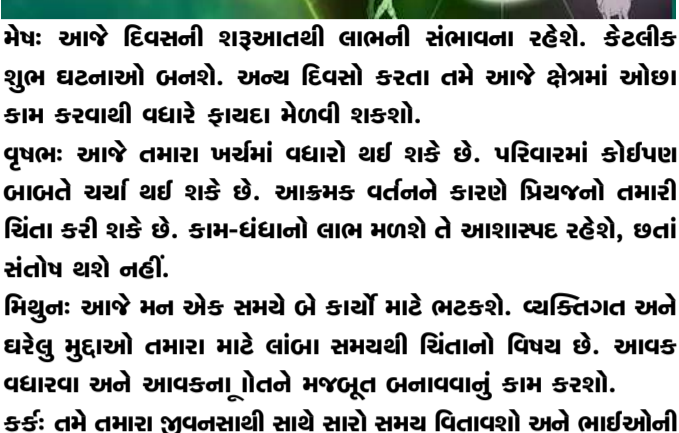 મેષઃ આજે દિવસની શરૂઆતથી લાભની સંભાવના રહેશે. કેટલીક
શુભ ઘટનાઓ બનશે. અન્ય દિવસો કરતા તમે આજે ક્ષેત્રમાં ઓછા
કામ કરવાથી વધારે ફાયદા મેળવી શકશો.
વૃષભઃ આજે તમારા ખર્ચમાં વધારો થઈ શકે છે. પરિવારમાં કોઈપણ
બાબતે ચર્ચા થઈ શકે છે. આક્રમક વર્તનને કારણે પ્રિયજનો તમારી
ચિંતા કરી શકે છે. કામ-ધંધાનો લાભ મળશે તે આશાસ્પદ રહેશે, છતાં
સંતોષ થશે નહીં.
મિથુનઃ આજે મન એક સમયે બે કાર્યો માટે ભટકશે. વ્યક્તિગત અને
ઘરેલુ મુદ્દાઓ તમારા માટે લાંબા સમયથી ચિંતાનો વિષય છે. આવક
વધારવા અને મજબૂત બનાવવાનું કામ કરશો.
કર્કઃ તમે તમારા જીવનસાથી સાથે સારો સમય વિતાવશો અને ભાઈઓની